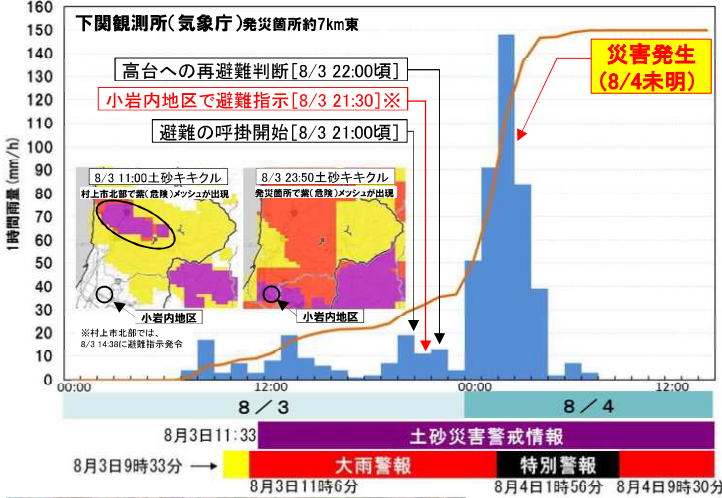 下関観測所(気象庁)発災箇所約7km東
160
150
140
130
120
110
100
90
80
70
60
50
40
30
20
10
0
1時間雨量(mm/h)
高台への再避難判断[8/3 22:00頃]
小岩内地区で避難指示[8/3 21:30]※
避難の呼掛開始[8/3 21:00頃]
災害発生
(8/4未明)
8/3 11:00土砂キキクル
村上市北部で紫(危険)メッシュが出現
小岩内地区
8/3 23:50土砂キキクル
発災箇所で紫(危険)メッシュが出現
小岩内地区
※村上市北部では、
8/3 14:38に避難指示発令
00:00
12:00
00:00
12:00
8/3
8/4
8月3日11:33
土砂災害警戒情報
8月3日9時33分
大雨警報
特別警報
8月3日11時6分
8月4日1時56分
8月4日9時30分